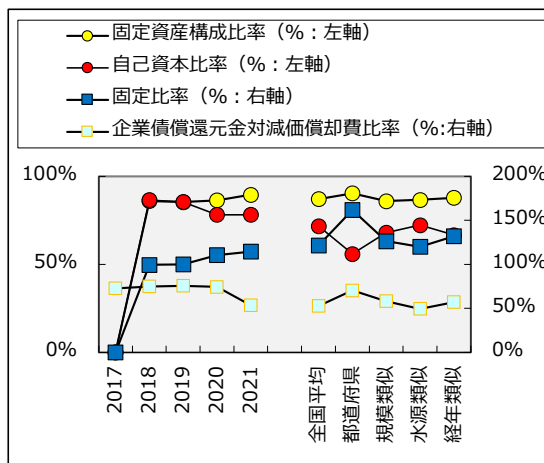 固定資産構成比率（%：左軸）
自己資本比率（%：左軸）
固定比率（%：右軸）
企業債償還元金対減価償却費比率（%:右軸）
100% 200%
150%
50% 100%
50%
0% 0%
2017 2018 2019 2020 2021 全国平均 都道府県 規模類似 水源類似 経年類似